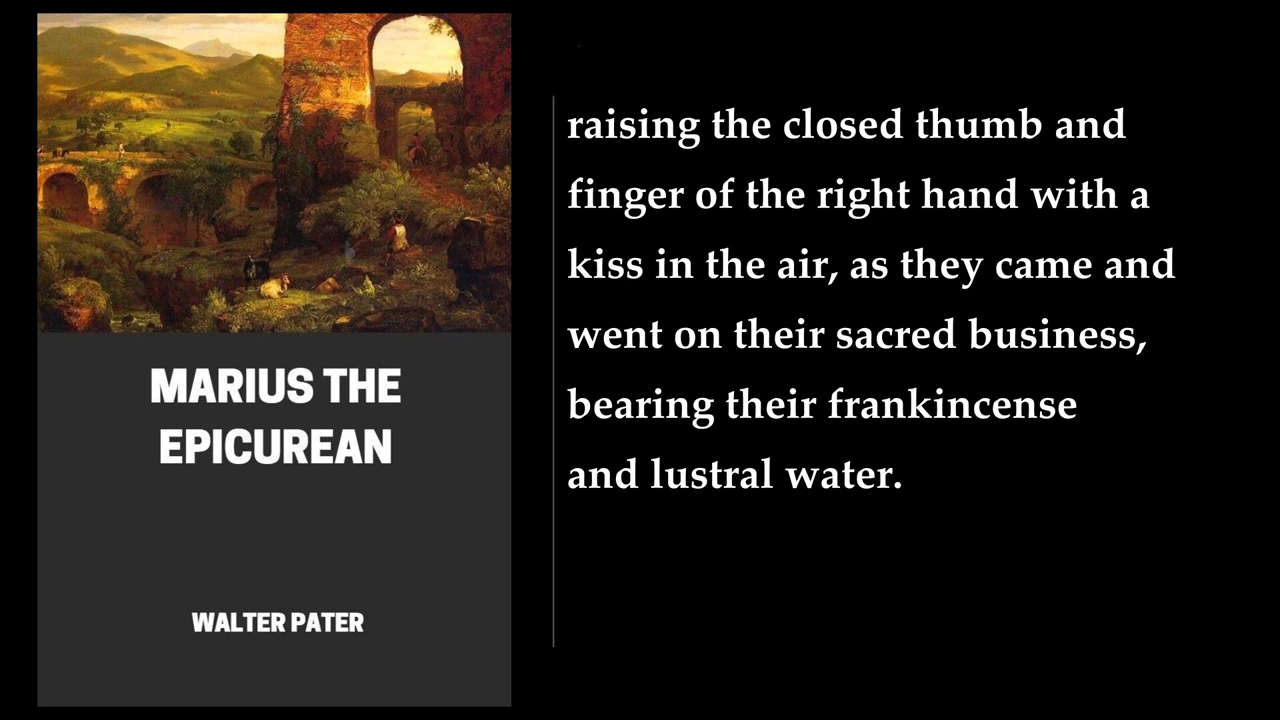 MARIUS THE
EPICUREAN
WALTER PATER
raising the closed thumb and
finger of the right hand with a
kiss in the air, as they came and
went on their sacred business,
bearing their frankincense
and lustral water.